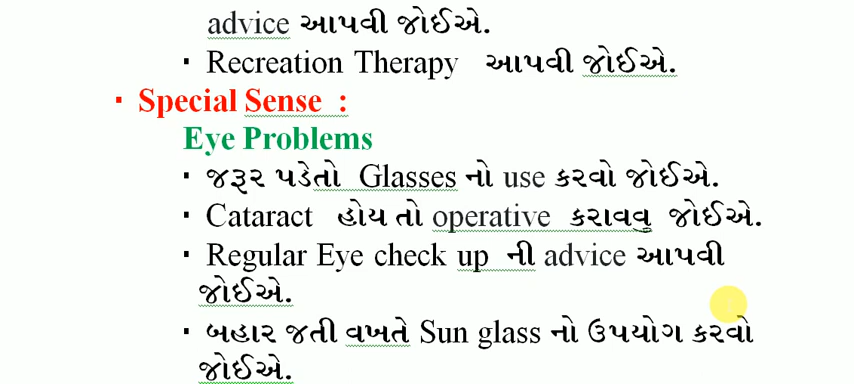 advice આપવી જોઈએ.
▪ Recreation Therapy આપવી જોઈએ.
▪ Special Sense :
Eye Problems
▪ જરૂર પડેતો Glasses નો use કરવો જોઈએ.
▪ Cataract હોય તો operative કરાવવુ જોઈએ.
▪ Regular Eye check up ની advice આપવી
જોઈએ.
▪ બહાર જતી વખતે Sun glass નો ઉપયોગ કરવો
જોઈએ.